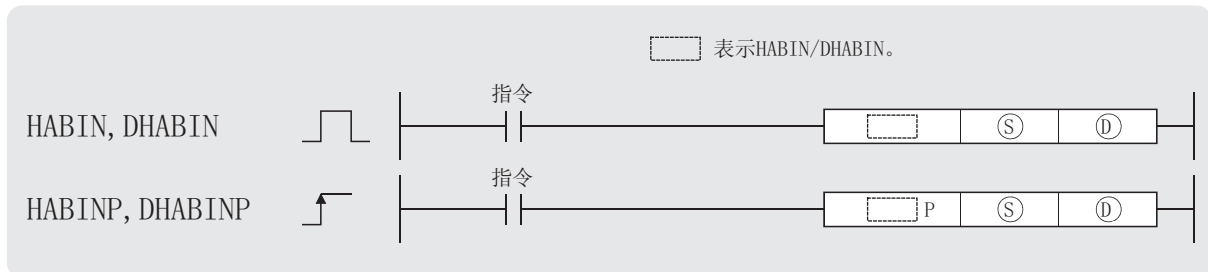 表示HABIN/DHABIN。
指令
HABIN, DHABIN Ⓢ Ⓓ
指令
HABINP, DHABINP P Ⓢ Ⓓ